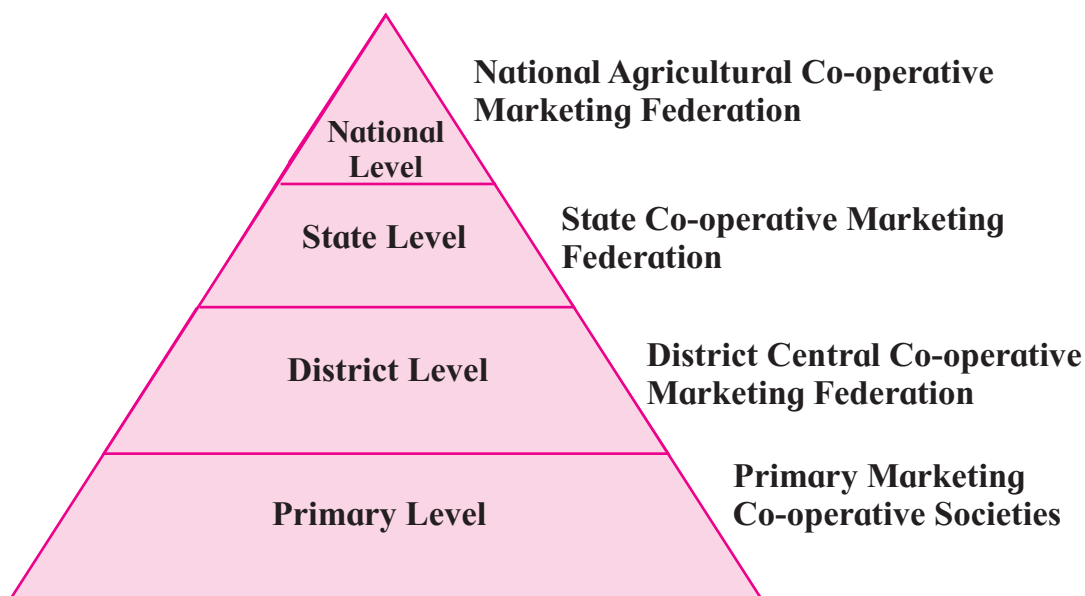 National Agricultural Co-operative
Marketing Federation
National
Level
State Level
State Co-operative Marketing
Federation
District Level
District Central Co-operative
Marketing Federation
Primary Level
Primary Marketing
Co-operative Societies